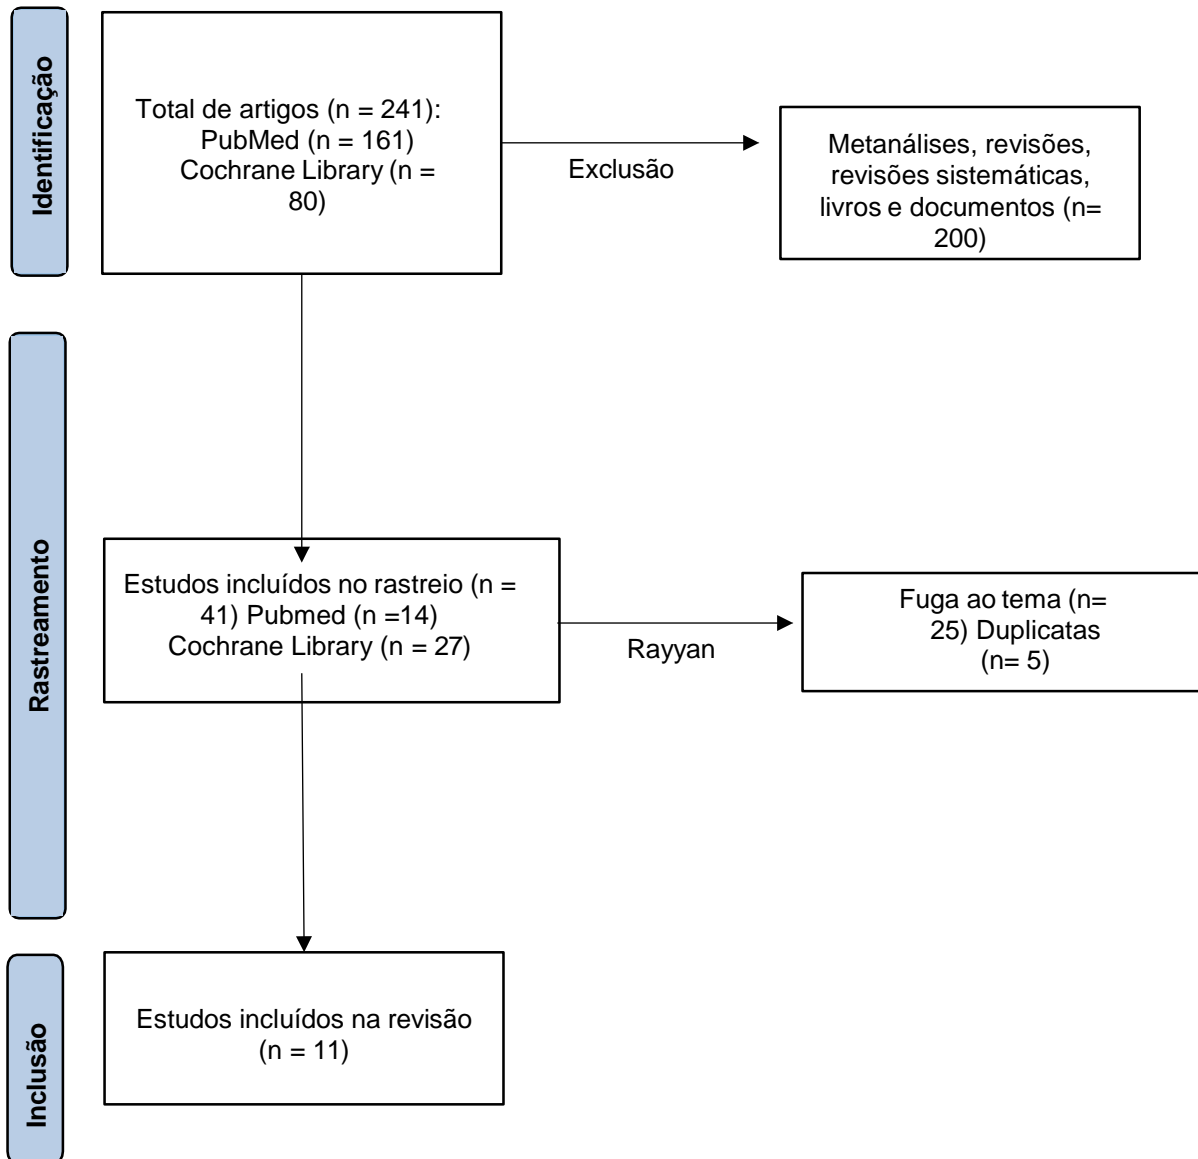 Identificação
Total de artigos (n = 241):
PubMed (n = 161)
Cochrane Library (n =
80)
Exclusão
Metanálises, revisões,
revisões sistemáticas,
livros e documentos (n=
200)
Rastreamento
Estudos incluídos no rastreio (n =
41) Pubmed (n =14)
Cochrane Library (n = 27)
Rayyan
Fuga ao tema (n=
25) Duplicatas
(n= 5)
Inclusão
Estudos incluídos na revisão
(n = 11)